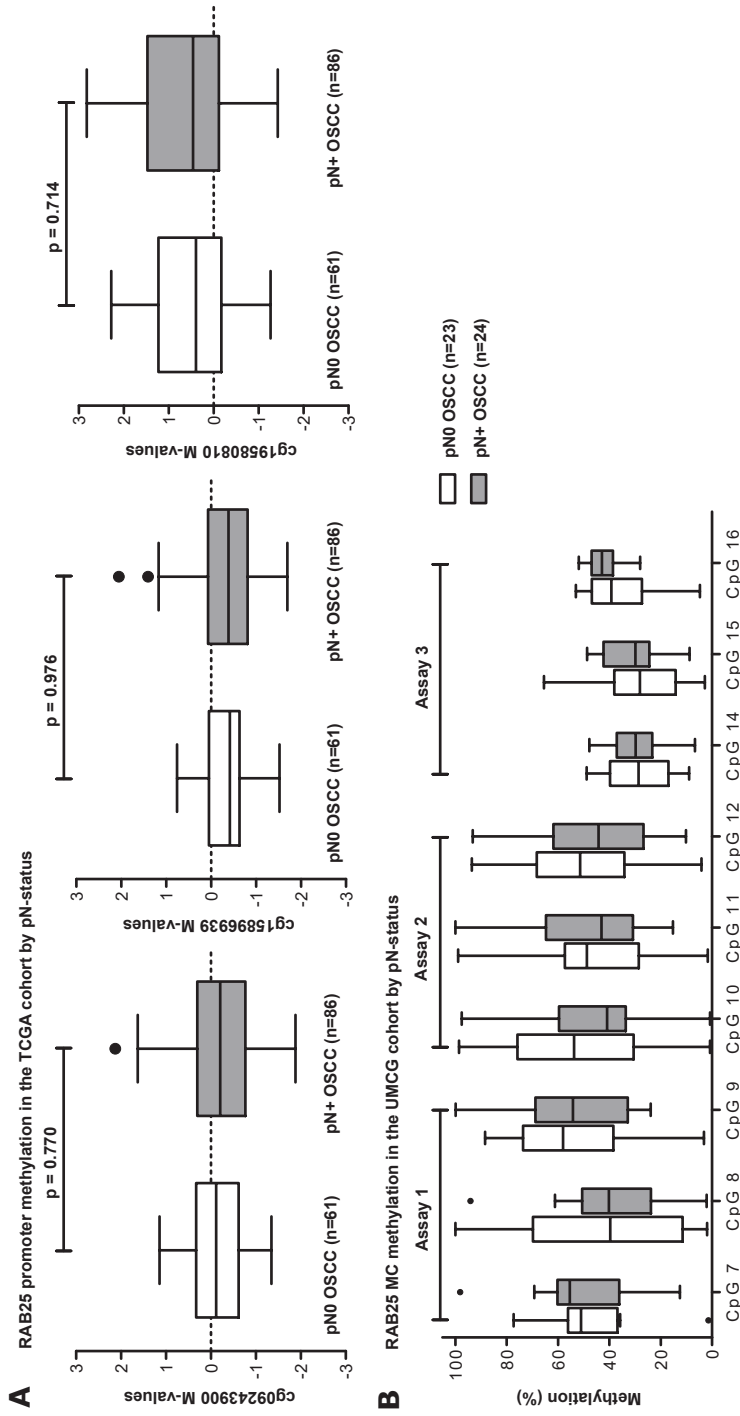 A
RAB25 promoter methylation in the TCGA cohort by pN-status
cg09243900 M-values
3
2
1
0
-1
-2
-3
p = 0.770
pN0 OSCC (n=61)
pN+ OSCC (n=86)
cg15896939 M-values
3
2
1
0
-1
-2
-3
p = 0.976
pN0 OSCC (n=61)
pN+ OSCC (n=86)
cg19580810 M-values
3
2
1
0
-1
-2
-3
p = 0.714
pN0 OSCC (n=61)
pN+ OSCC (n=86)
B
RAB25 MC methylation in the UMCG cohort by pN-status
Methylation (%)
100
80
60
40
20
0
Assay 1
Assay 2
Assay 3
CpG 7
CpG 8
CpG 9
CpG 10
CpG 11
CpG 12
CpG 14
CpG 15
CpG 16
pN0 OSCC (n=23)
pN+ OSCC (n=24)